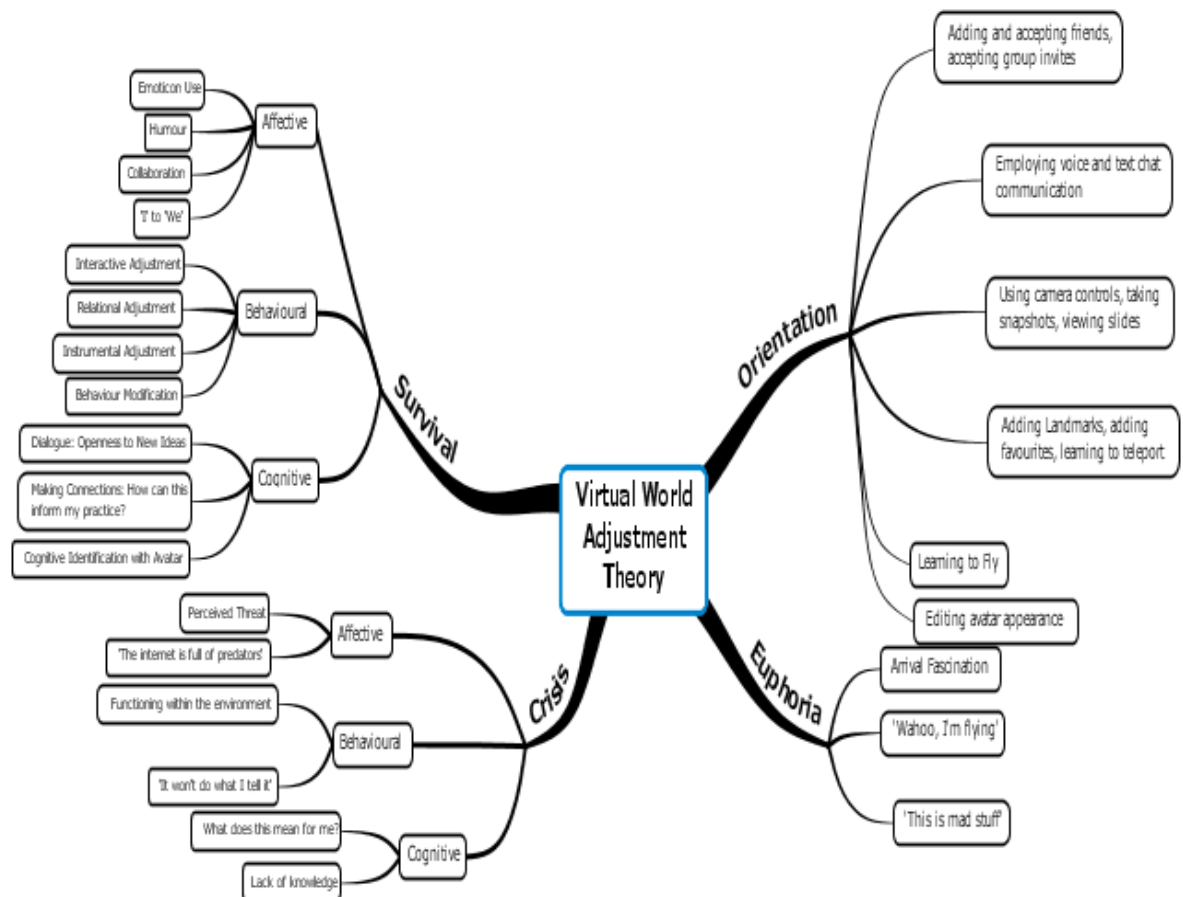 Virtual World
Adjustment
Theory
Orientation
Adding and accepting friends,
accepting group invites
Employing voice and text chat
communication
Using camera controls, taking
snapshots, viewing slides
Adding Landmarks, adding
favourites, learning to teleport
Learning to Fly
Editing avatar appearance
Euphoria
Arrival Fascination
'Wahoo, I'm flying'
'This is mad stuff'
Survival
Affective
Emoticon Use
Humour
Collaboration
'I' to 'We'
Behavioural
Interactive Adjustment
Relational Adjustment
Instrumental Adjustment
Behaviour Modification
Cognitive
Dialogue: Openness to New Ideas
Making Connections: How can this
inform my practice?
Cognitive Identification with Avatar
Crisis
Affective
Perceived Threat
'The internet is full of predators'
Behavioural
Functioning within the environment
'It won't do what I tell it'
Cognitive
What does this mean for me?
Lack of knowledge